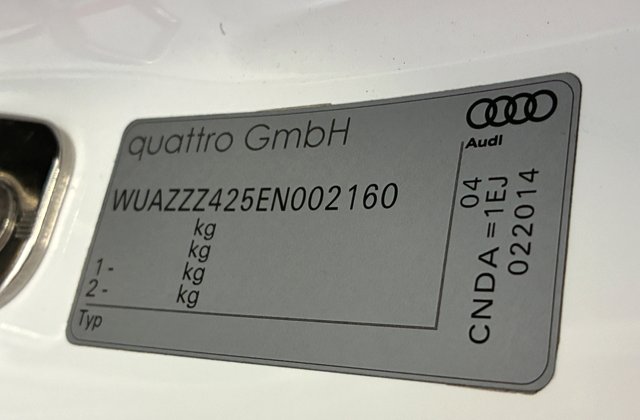 quattro GmbH
WUAZZZ425EN002160
kg
kg
1- kg
2- kg
Typ
Audi
CNDA =1EJ 04
022014